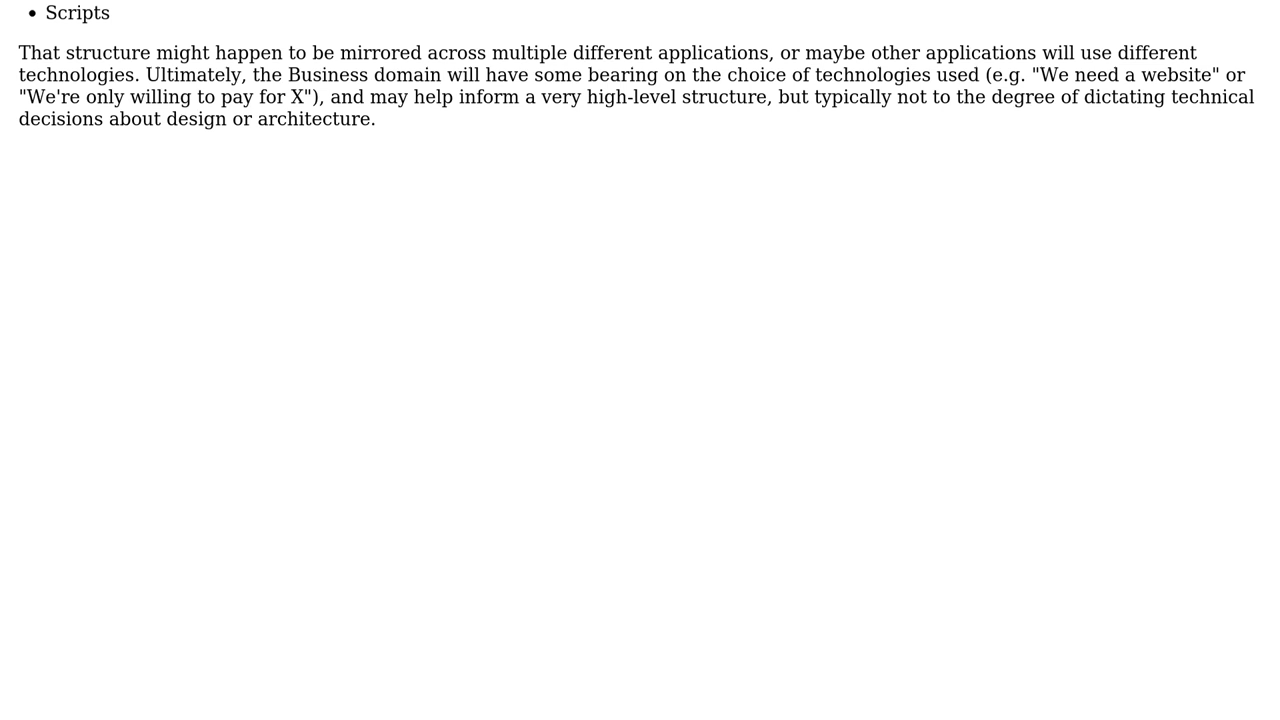 • Scripts
That structure might happen to be mirrored across multiple different applications, or maybe other applications will use different
technologies. Ultimately, the Business domain will have some bearing on the choice of technologies used (e.g. "We need a website" or
"We're only willing to pay for X"), and may help inform a very high-level structure, but typically not to the degree of dictating technical
decisions about design or architecture.